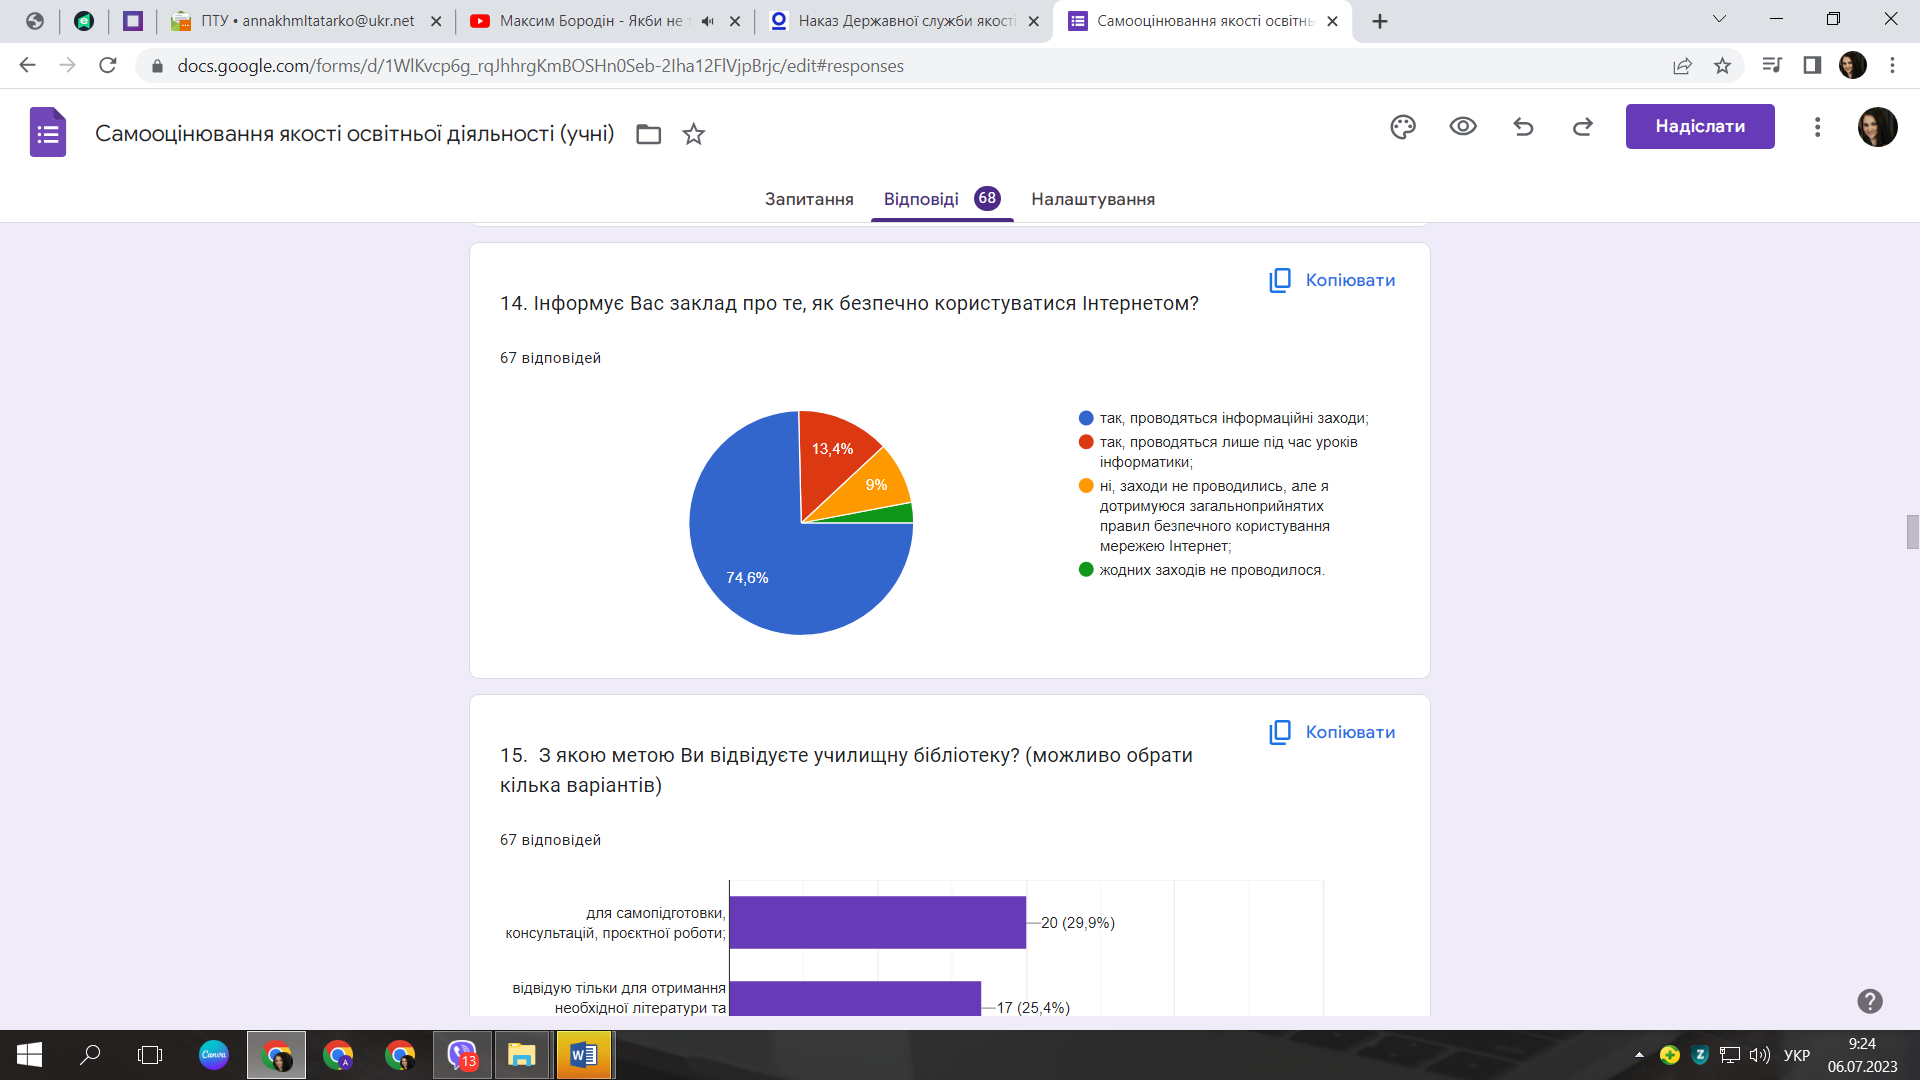 ПТУ • annakhmltatarko@ukr.net
Максим Бородін - Якби не т
Наказ Державної служби якості
Самооцінювання якості освітнь
docs.google.com/forms/d/1WlKvcp6g_rqJhhrgKmBOSHn0Seb-2Iha12FlVjpBrjc/edit#responses
Самооцінювання якості освітньої діяльності (учні)
Надіслати
Запитання
Відповіді 68
Налаштування
Копіювати
14. Інформує Вас заклад про те, як безпечно користуватися Інтернетом?
67 відповідей
13,4%
9%
74,6%
так, проводяться інформаційні заходи;
так, проводяться лише під час уроків
інформатики;
ні, заходи не проводились, але я
дотримуюся загальноприйнятих
правил безпечного користування
мережею Інтернет;
жодних заходів не проводилося.
Копіювати
15. З якою метою Ви відвідуєте училищну бібліотеку? (можливо обрати
кілька варіантів)
67 відповідей
для самопідготовки,
консультацій, проєктної роботи;
20 (29,9%)
відвідую тільки для отримання
необхідної літератури та
17 (25,4%)
Canva
A
13
W
Z
УКР
9:24
06.07.2023